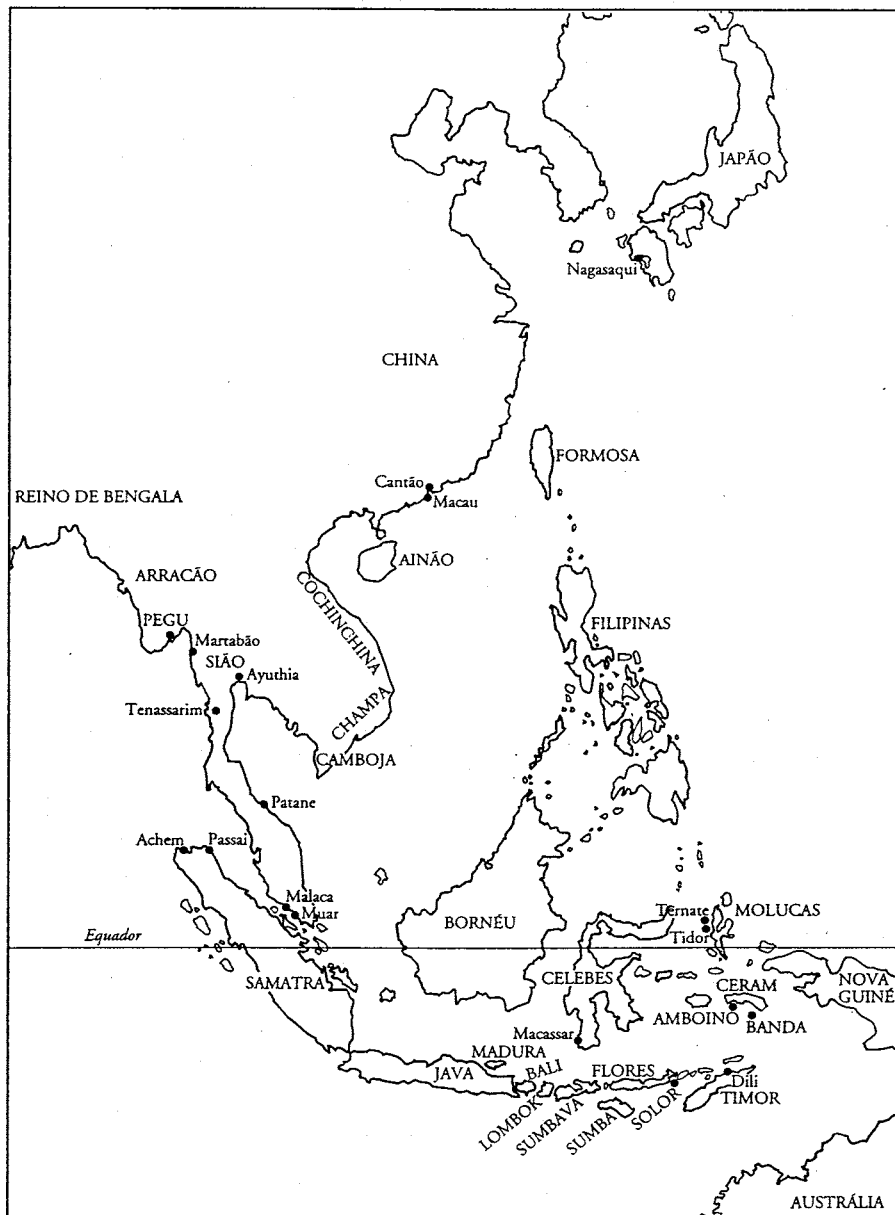 JAPÃO
Nagasaqui
CHINA
FORMOSA
Cantão
Macau
REINO DE BENGALA
AINÃO
ARRACÃO
COCHINCHINA
PEGU
FILIPINAS
Martabão
SIÃO
Ayuthia
Tenassarim
CHAMPA
CAMBOJA
Patane
Achem
Passai
Malaca
Muar
BORNÉU
Ternate
MOLUCAS
Tidor
Equador
SAMATRA
CELEBES
CERAM
NOVA
GUINÉ
AMBOINO
BANDA
Macassar
MADURA
JAVA
BALI
FLORES
Díli
TIMOR
LOMBOK
SUMBAVA
SUMBA
SOLOR
AUSTRÁLIA